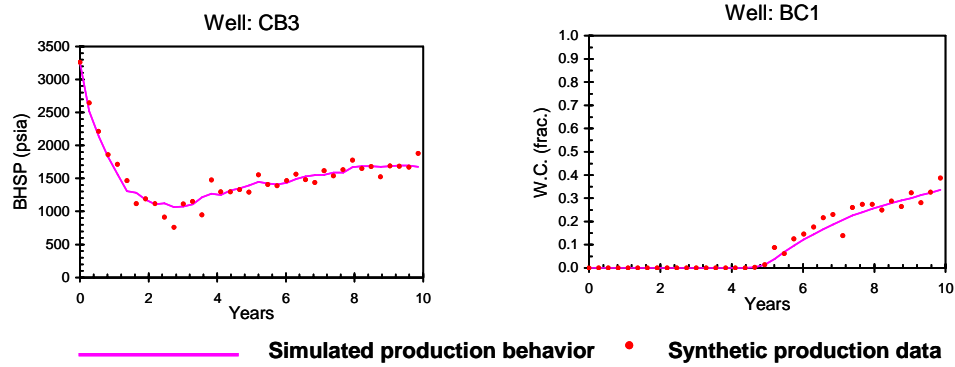 Well: CB3
BHSP (psia)
3500
3000
2500
2000
1500
1000
500
0
0 2 4 6 8 10
Years
Well: BC1
W.C. (frac.)
1.0
0.9
0.8
0.7
0.6
0.5
0.4
0.3
0.2
0.1
0.0
0 2 4 6 8 10
Years
Simulated production behavior
Synthetic production data